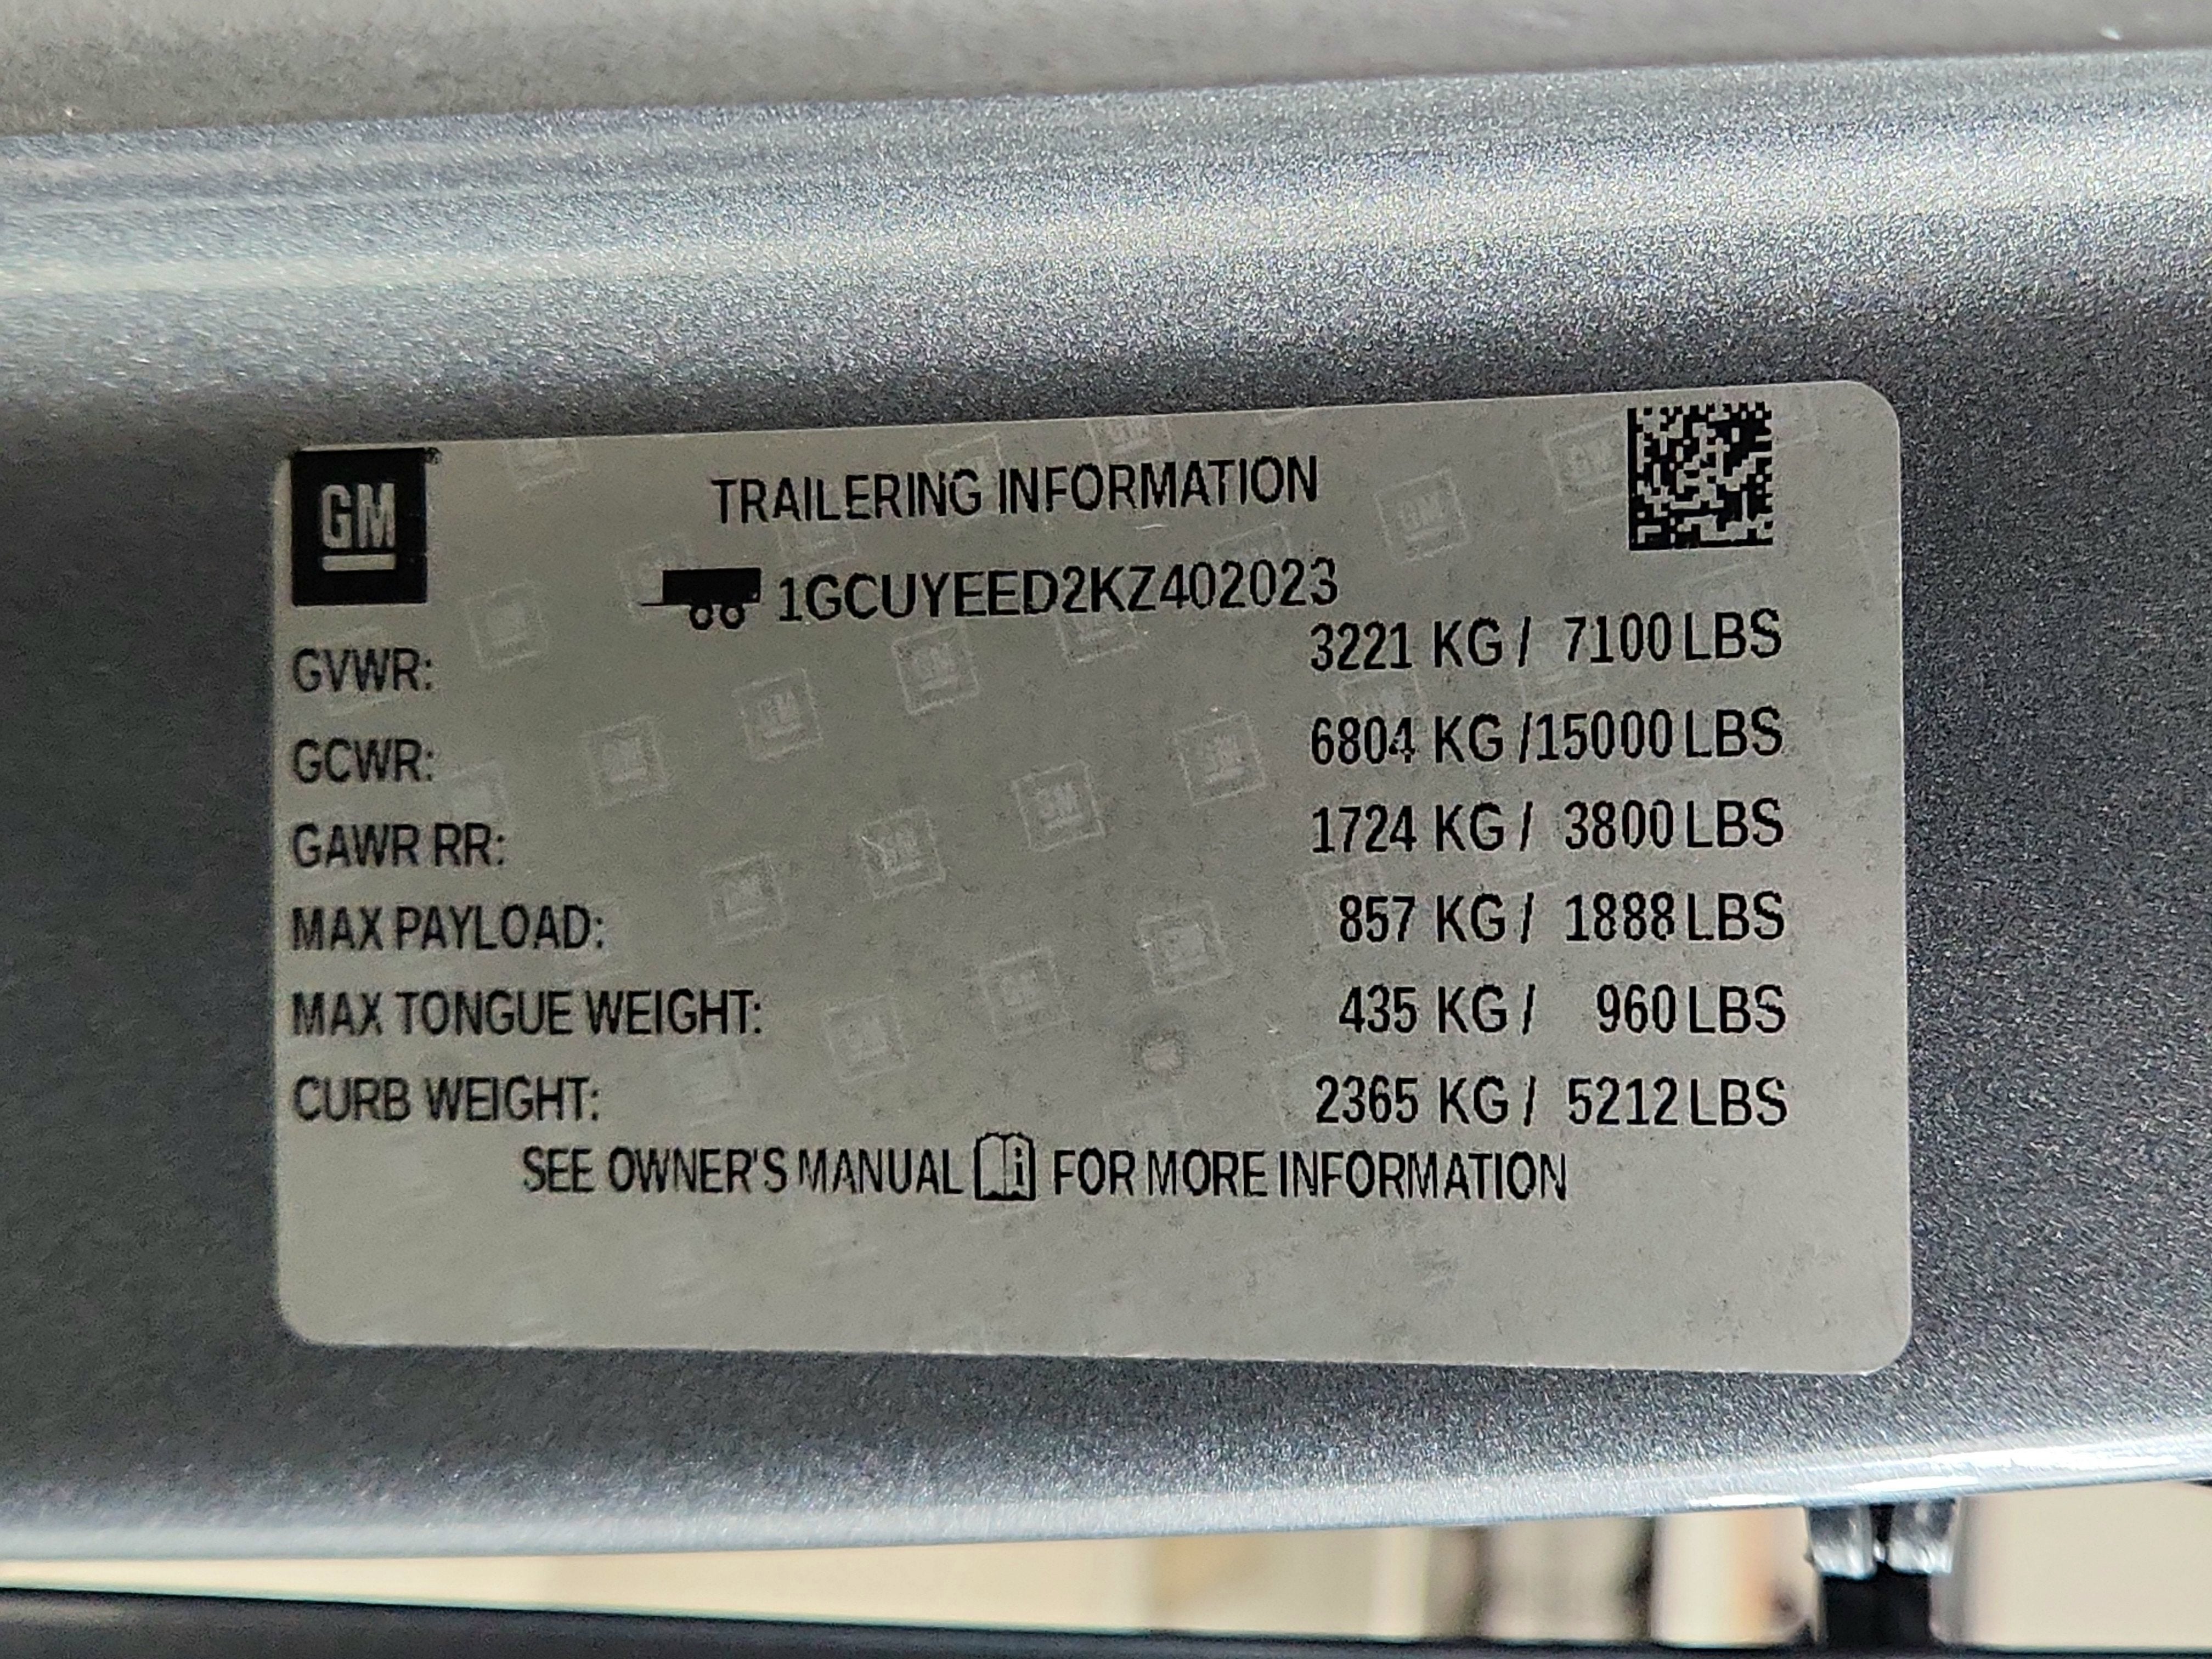 GM
TRAILERING INFORMATION
1GCUYEED2KZ402023
GVWR: 3221 KG / 7100 LBS
GCWR: 6804 KG /15000 LBS
GAWR RR: 1724 KG / 3800 LBS
MAX PAYLOAD: 857 KG / 1888 LBS
MAX TONGUE WEIGHT: 435 KG / 960 LBS
CURB WEIGHT: 2365 KG / 5212 LBS
SEE OWNER'S MANUAL i FOR MORE INFORMATION